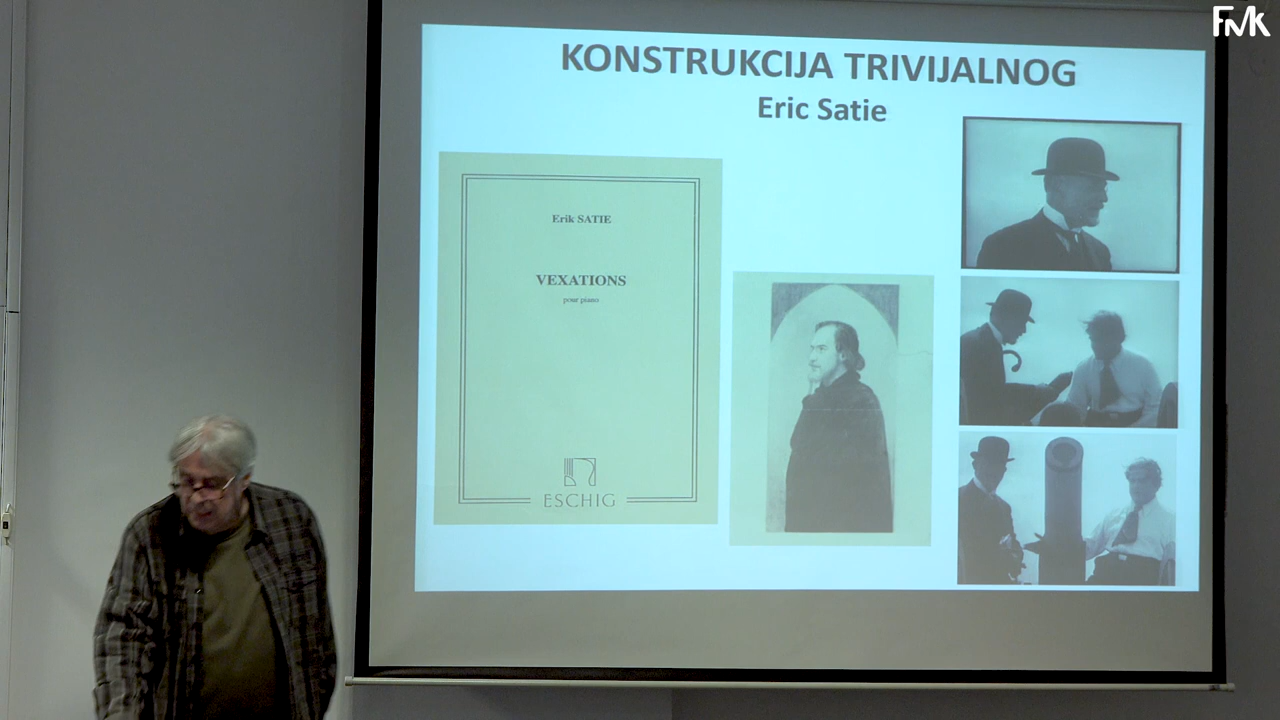 FMK
KONSTRUKCIJA TRIVIJALNOG
Eric Satie
Erik SATIE
VEXATIONS
pour piano
ESCHIG